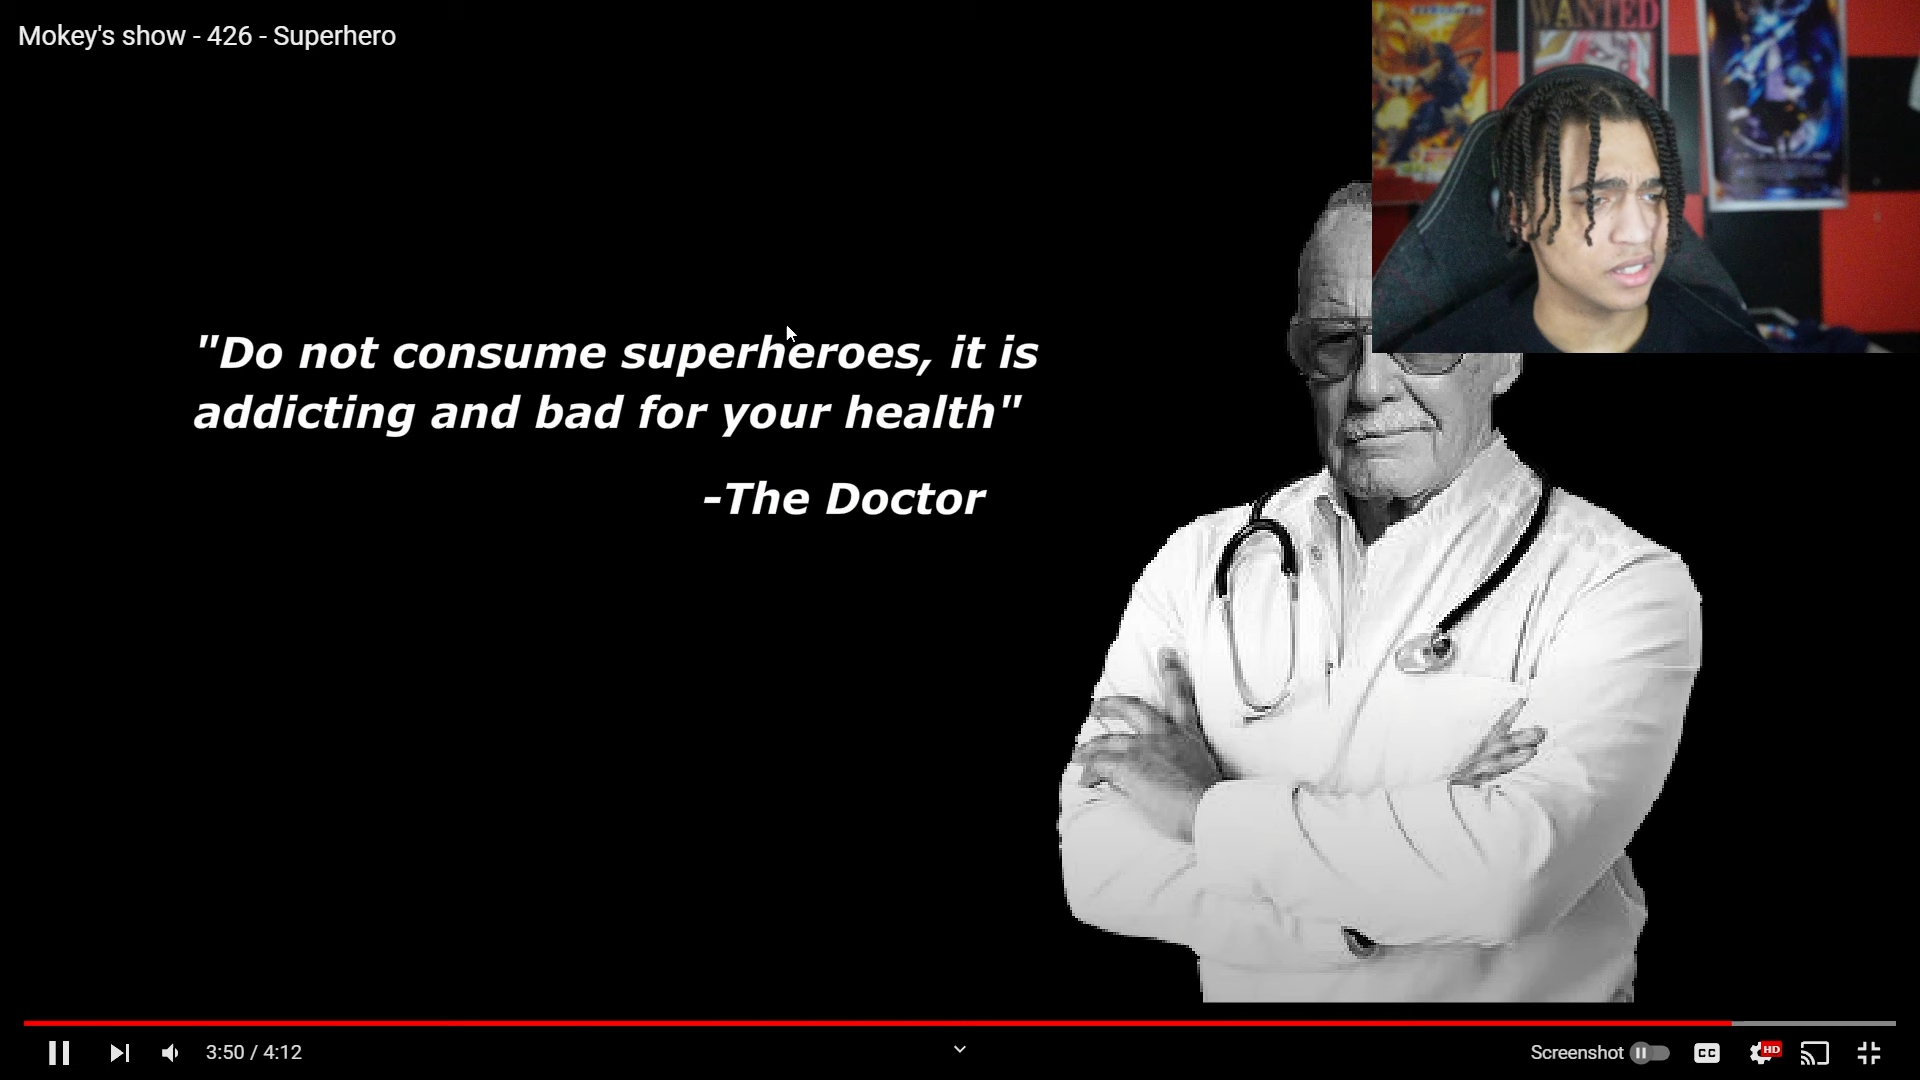 Mokey's show - 426 - Superhero
WANTED
"Do not consume superheroes, it is
addicting and bad for your health"
-The Doctor
3:50 / 4:12
Screenshot
CC
HD